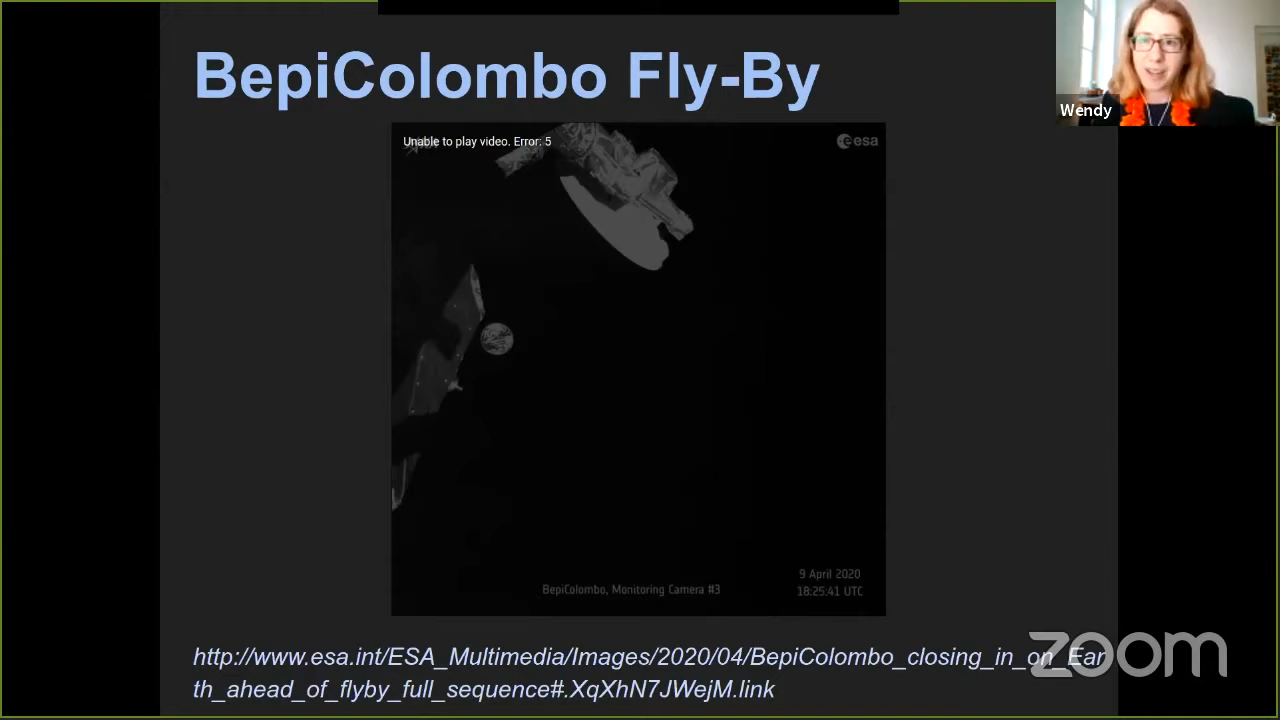 BepiColombo Fly-By
Wendy
Unable to play video. Error: 5
esa
BepiColombo, Monitoring Camera #3
9 April 2020
18:25:41 UTC
http://www.esa.int/ESA_Multimedia/Images/2020/04/BepiColombo_closing_in_on_Ear
th_ahead_of_flyby_full_sequence#.XqXhN7JWejM.link
zoom